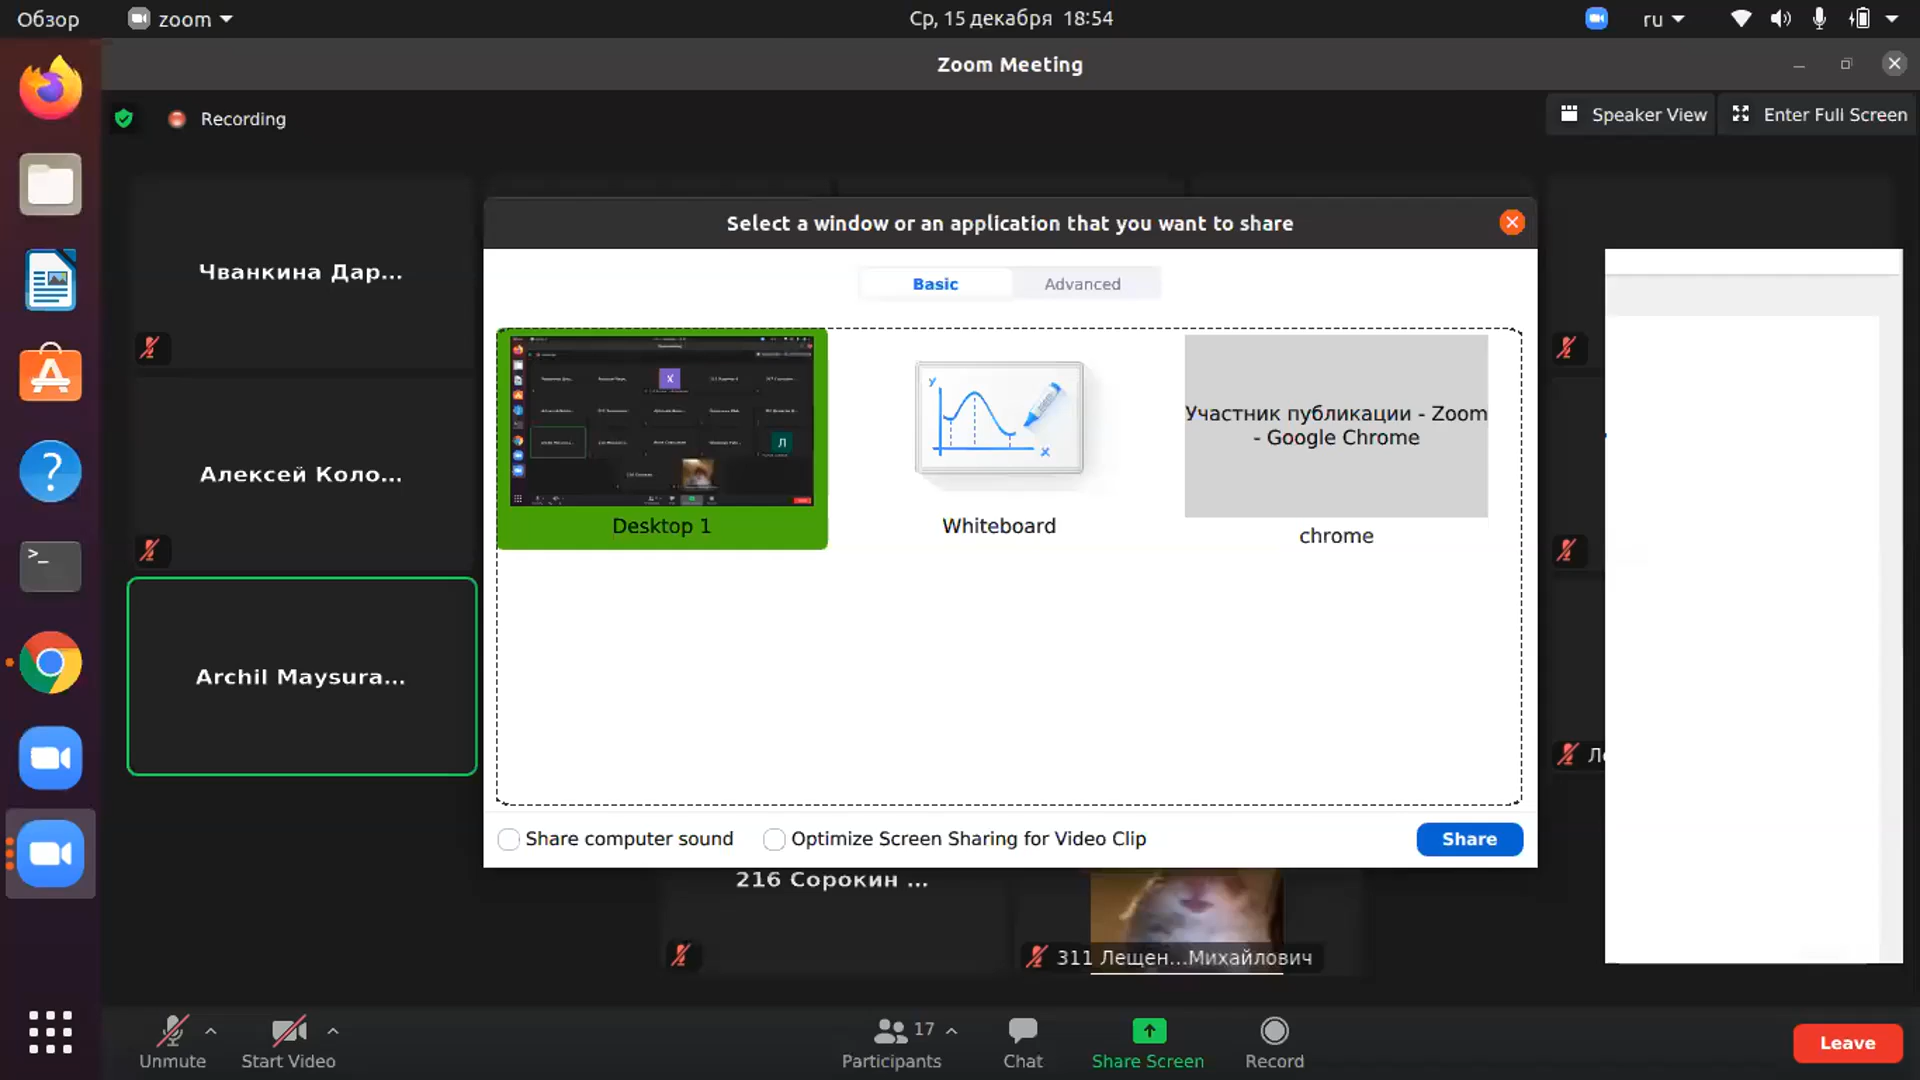 Обзор
zoom
Ср, 15 декабря 18:54
ru
Zoom Meeting
Recording
Speaker View
Enter Full Screen
Select a window or an application that you want to share
Basic
Advanced
Чванкина Дар...
Алексей Коло...
Archil Maysura...
Desktop 1
Whiteboard
Участник публикации - Zoom
- Google Chrome
chrome
Share computer sound
Optimize Screen Sharing for Video Clip
Share
216 Сорокин ...
311 Лещен...Михайлович
Unmute
Start Video
17
Participants
Chat
Share Screen
Record
Leave